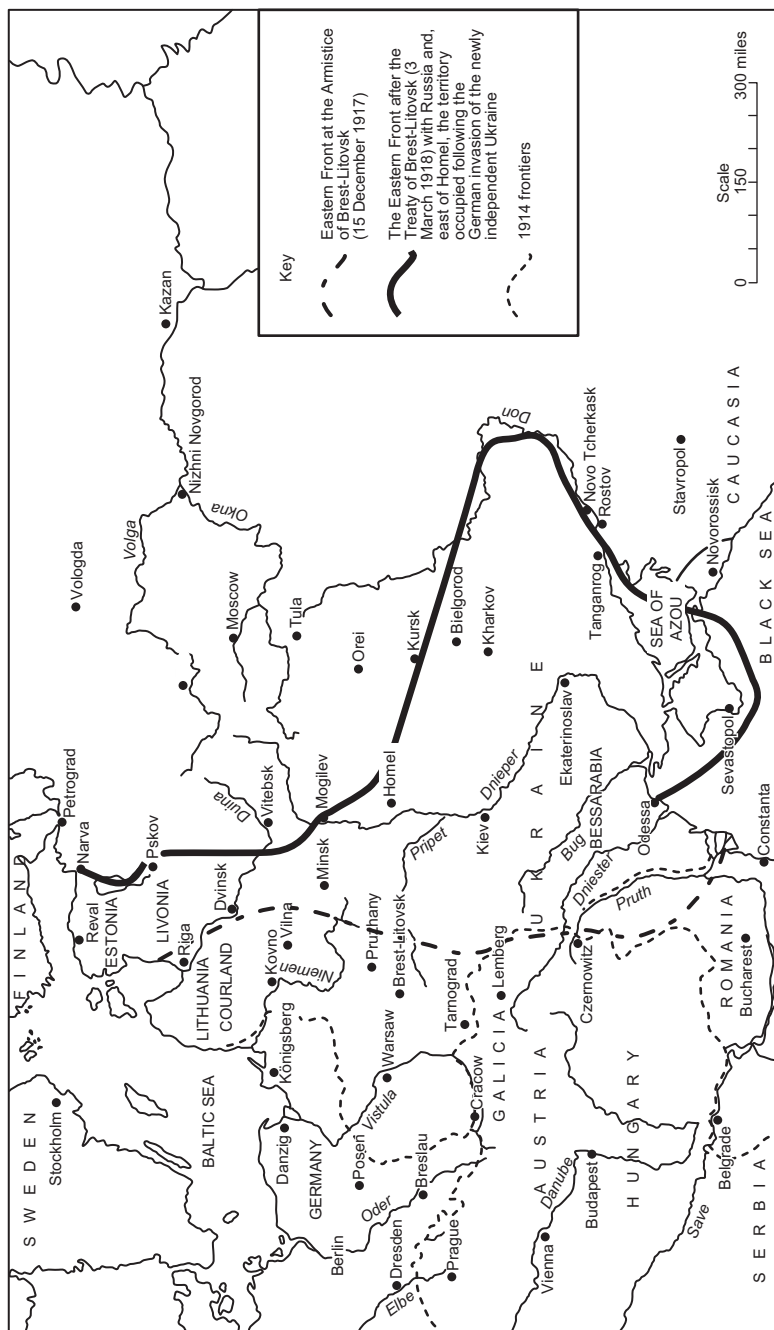 SWEDEN
FINLAND
Stockholm
Petrograd
Narva
Reval
ESTONIA
Pskov
LIVONIA
Riga
Vologda
Volga
Nizhni Novgorod
Kazan
Okna
BALTIC SEA
LITHUANIA
COURLAND
Dvinsk
Duina
Vitebsk
Moscow
Tula
Königsberg
Kovno
Vilna
Niemen
Minsk
Mogilev
Orei
Danzig
GERMANY
Berlin
Posen
Vistula
Warsaw
Pruzhany
Brest-Litovsk
Homel
Kursk
Pripet
Bielgorod
Kharkov
Don
Dresden
Elbe
Oder
Breslau
Prague
Cracow
Tarnograd
GALICIA
Lemberg
Kiev
Dnieper
UKRAINE
Ekaterinoslav
Tanganrog
Rostov
Novo Tcherkask
Vienna
Danube
AUSTRIA
Budapest
HUNGARY
Czernowitz
Bug
Dniester
Pruth
BESSARABIA
Odessa
SEA OF
AZOU
Stavropol
Novorossisk
CAUCASIA
Save
Belgrade
SERBIA
ROMANIA
Bucharest
Constanta
Sevastopol
BLACK SEA
Key
Eastern Front at the Armistice
of Brest-Litovsk
(15 December 1917)
The Eastern Front after the
Treaty of Brest-Litovsk (3
March 1918) with Russia and,
east of Homel, the territory
occupied following the
German invasion of the newly
independent Ukraine
1914 frontiers
Scale
0 150 300 miles